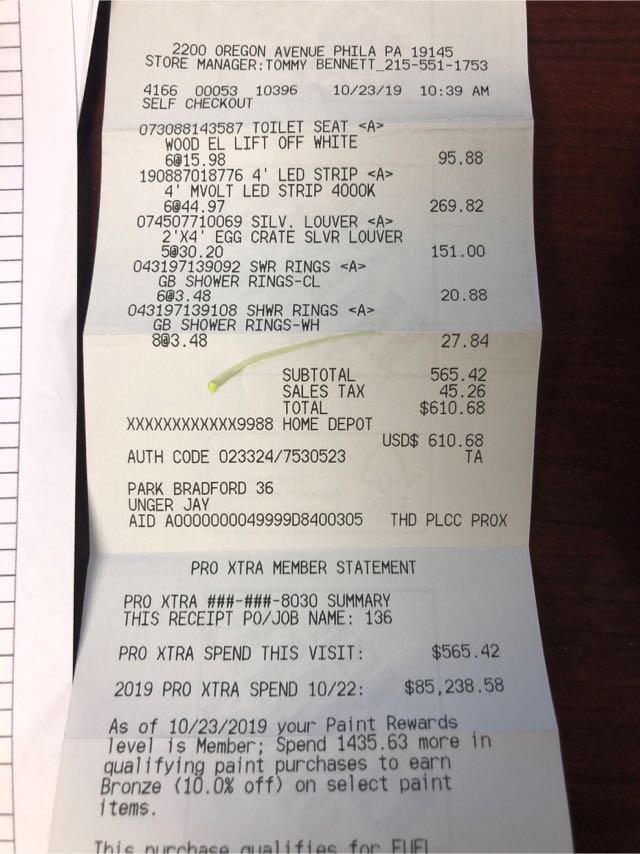 2200 OREGON AVENUE PHILA PA 19145
STORE MANAGER:TOMMY BENNETT_215-551-1753
4166 00053 10396 10/23/19 10:39 AM
SELF CHECKOUT
073088143587 TOILET SEAT <A>
WOOD EL LIFT OFF WHITE
6@15.98 95.88
190887018776 4' LED STRIP <A>
4' MVOLT LED STRIP 4000K
6@44.97 269.82
074507710069 SILV. LOUVER <A>
2'X4' EGG CRATE SLVR LOUVER
5@30.20 151.00
043197139092 SWR RINGS <A>
GB SHOWER RINGS-CL
6@3.48 20.88
043197139108 SHWR RINGS <A>
GB SHOWER RINGS-WH
8@3.48 27.84
SUBTOTAL 565.42
SALES TAX 45.26
TOTAL $610.68
XXXXXXXXXXXX9988 HOME DEPOT
USD$ 610.68
AUTH CODE 023324/7530523 TA
PARK BRADFORD 36
UNGER JAY
AID A0000000049999D8400305 THD PLCC PROX
PRO XTRA MEMBER STATEMENT
PRO XTRA ###-###-8030 SUMMARY
THIS RECEIPT PO/JOB NAME: 136
PRO XTRA SPEND THIS VISIT: $565.42
2019 PRO XTRA SPEND 10/22: $85,238.58
As of 10/23/2019 your Paint Rewards
level is Member; Spend 1435.63 more in
qualifying paint purchases to earn
Bronze (10.0% off) on select paint
items.
This purchase qualifies for FUEL